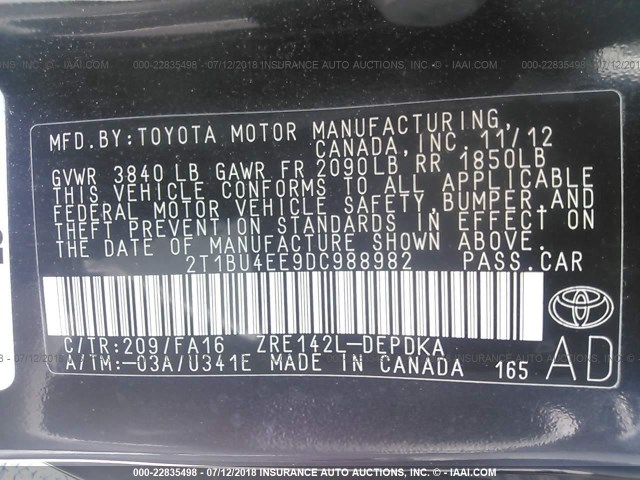 000-22835498 - 07/12/2018 - INSURANCE AUTO AUCTIONS, INC. - © - IAAI.COM
MFD.BY:TOYOTA MOTOR MANUFACTURING,
CANADA, INC. 11/12
GVWR 3840 LB GAWR FR 2090LB, RR 1850LB
THIS VEHICLE CONFORMS TO ALL APPLICABLE
FEDERAL MOTOR VEHICLE SAFETY, BUMPER, AND
THEFT PREVENTION STANDARDS IN EFFECT ON
THE DATE OF MANUFACTURE SHOWN ABOVE.
2T1BU4EE9DC988982 PASS.CAR
C/TR:209/FA16 ZRE142L-DEPDKA
A/TM:-03A/U341E MADE IN CANADA 165
AD
000-22835498 - 07/12/2018 - INSURANCE AUTO AUCTIONS, INC. - © - IAAI.COM